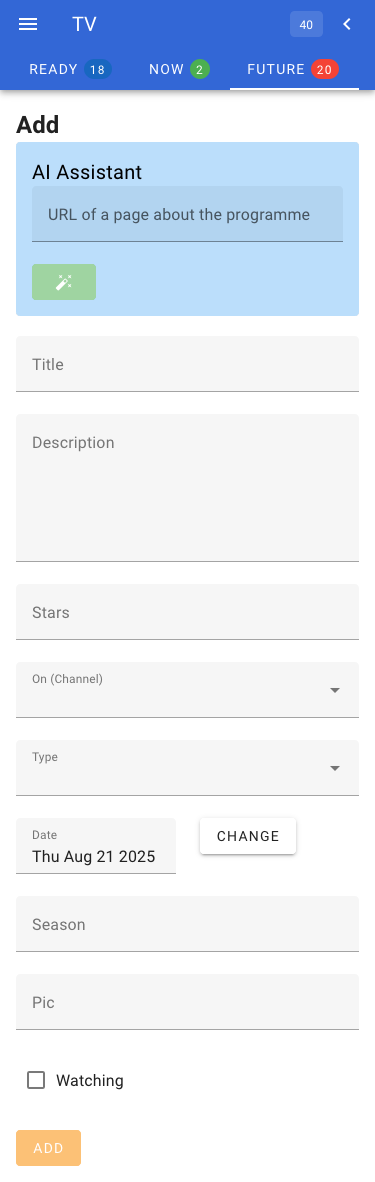 TV
40
READY 18
NOW 2
FUTURE 20
Add
AI Assistant
URL of a page about the programme
Title
Description
Stars
On (Channel)
Type
Date
Thu Aug 21 2025
CHANGE
Season
Pic
Watching
ADD